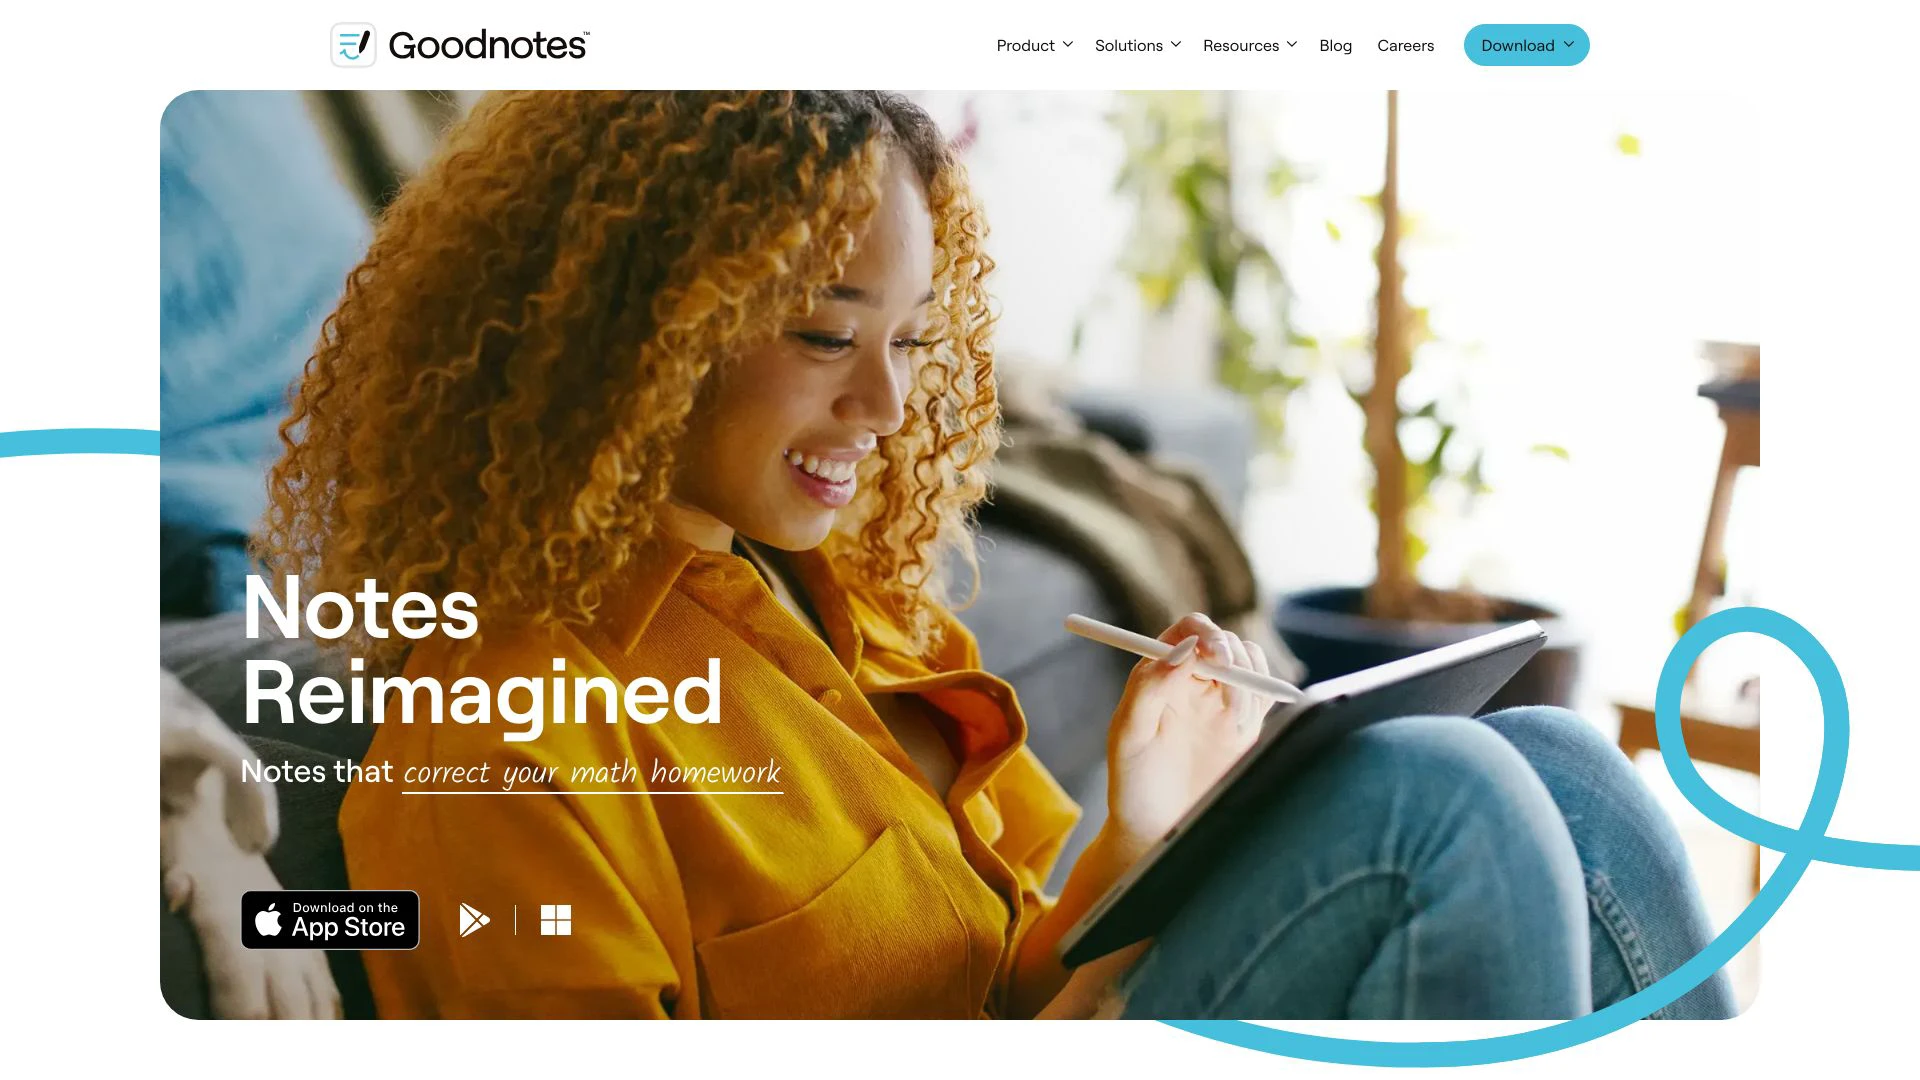 Goodnotes™
Product Solutions Resources Blog Careers Download
Notes
Reimagined
Notes that correct your math homework
Download on the
App Store